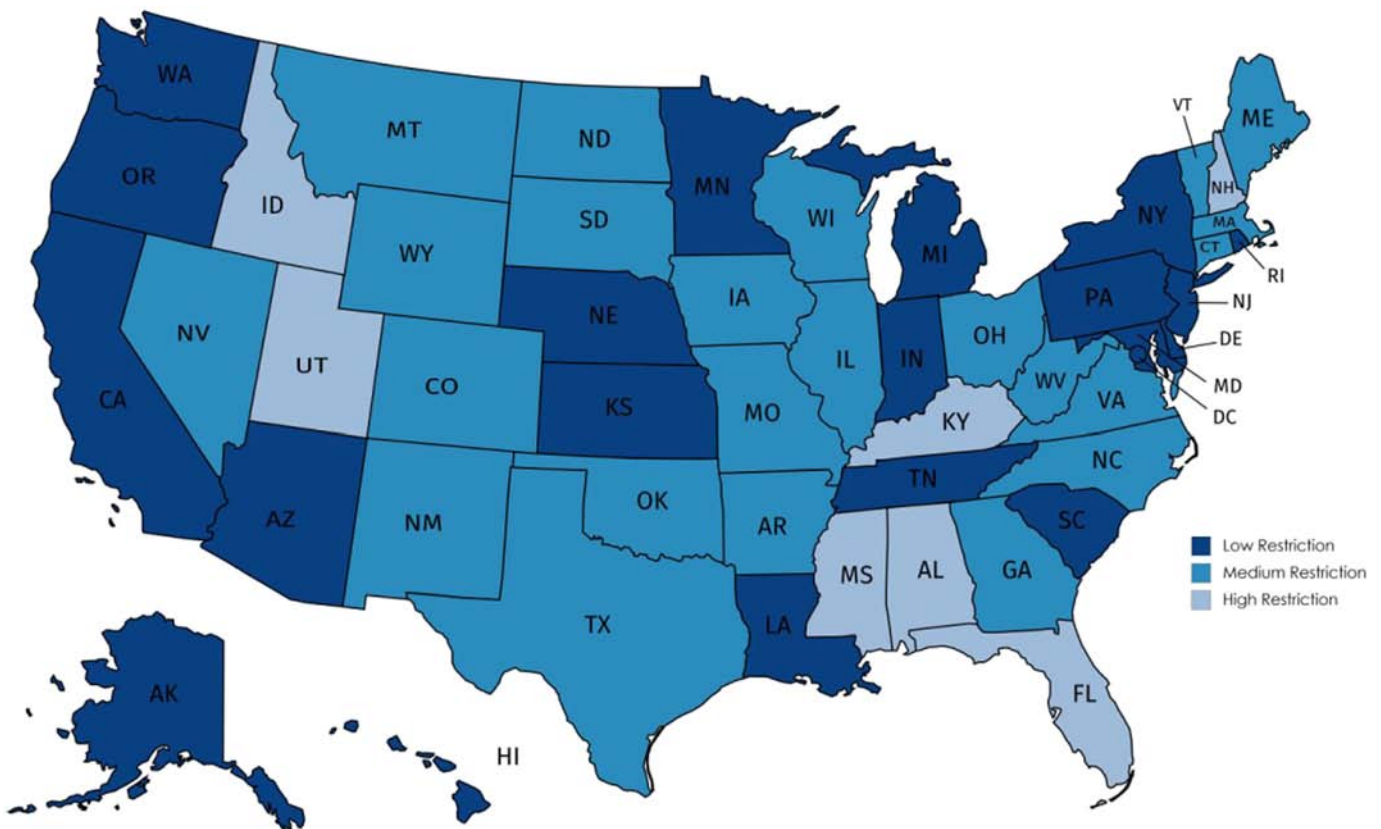 WA
MT
ND
MN
VT
ME
OR
ID
SD
WI
NY
NH
MA
CT
RI
WY
MI
NV
NE
IA
PA
NJ
UT
CO
IL
IN
OH
DE
MD
DC
CA
KS
MO
WV
VA
KY
AZ
NM
OK
AR
TN
NC
SC
MS
AL
GA
TX
LA
FL
AK
HI
Low Restriction
Medium Restriction
High Restriction